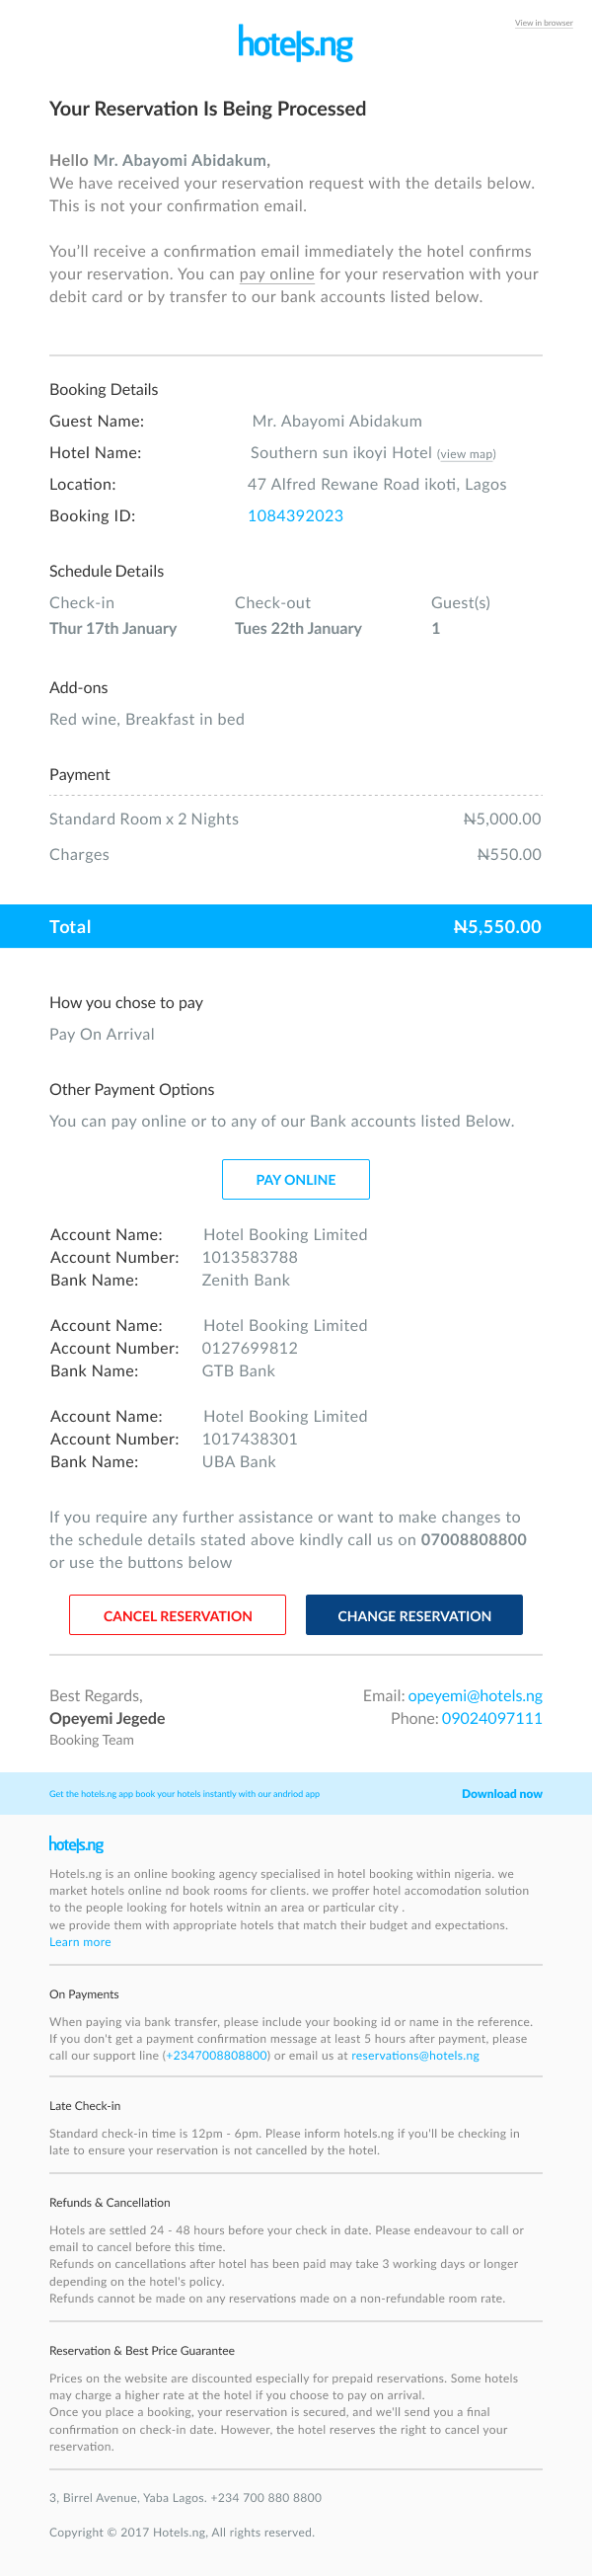 View in browser
hotels.ng
Your Reservation Is Being Processed
Hello Mr. Abayomi Abidakum,
We have received your reservation request with the details below.
This is not your confirmation email.
You'll receive a confirmation email immediately the hotel confirms
your reservation. You can pay online for your reservation with your
debit card or by transfer to our bank accounts listed below.
Booking Details
Guest Name: Mr. Abayomi Abidakum
Hotel Name: Southern sun ikoyi Hotel (view map)
Location: 47 Alfred Rewane Road ikoti, Lagos
Booking ID: 1084392023
Schedule Details
Check-in Check-out Guest(s)
Thur 17th January Tues 22th January 1
Add-ons
Red wine, Breakfast in bed
Payment
Standard Room x 2 Nights ₦5,000.00
Charges ₦550.00
Total ₦5,550.00
How you chose to pay
Pay On Arrival
Other Payment Options
You can pay online or to any of our Bank accounts listed Below.
PAY ONLINE
Account Name: Hotel Booking Limited
Account Number: 1013583788
Bank Name: Zenith Bank
Account Name: Hotel Booking Limited
Account Number: 0127699812
Bank Name: GTB Bank
Account Name: Hotel Booking Limited
Account Number: 1017438301
Bank Name: UBA Bank
If you require any further assistance or want to make changes to
the schedule details stated above kindly call us on 07008808800
or use the buttons below
CANCEL RESERVATION CHANGE RESERVATION
Best Regards, Email: opeyemi@hotels.ng
Opeyemi Jegede Phone: 09024097111
Booking Team
Get the hotels.ng app book your hotels instantly with our andriod app Download now
hotels.ng
Hotels.ng is an online booking agency specialised in hotel booking within nigeria. we
market hotels online nd book rooms for clients. we proffer hotel accomodation solution
to the people looking for hotels witnin an area or particular city .
we provide them with appropriate hotels that match their budget and expectations.
Learn more
On Payments
When paying via bank transfer, please include your booking id or name in the reference.
If you don't get a payment confirmation message at least 5 hours after payment, please
call our support line (+2347008808800) or email us at reservations@hotels.ng
Late Check-in
Standard check-in time is 12pm - 6pm. Please inform hotels.ng if you'll be checking in
late to ensure your reservation is not cancelled by the hotel.
Refunds & Cancellation
Hotels are settled 24 - 48 hours before your check in date. Please endeavour to call or
email to cancel before this time.
Refunds on cancellations after hotel has been paid may take 3 working days or longer
depending on the hotel's policy.
Refunds cannot be made on any reservations made on a non-refundable room rate.
Reservation & Best Price Guarantee
Prices on the website are discounted especially for prepaid reservations. Some hotels
may charge a higher rate at the hotel if you choose to pay on arrival.
Once you place a booking, your reservation is secured, and we'll send you a final
confirmation on check-in date. However, the hotel reserves the right to cancel your
reservation.
3, Birrel Avenue, Yaba Lagos. +234 700 880 8800
Copyright © 2017 Hotels.ng, All rights reserved.